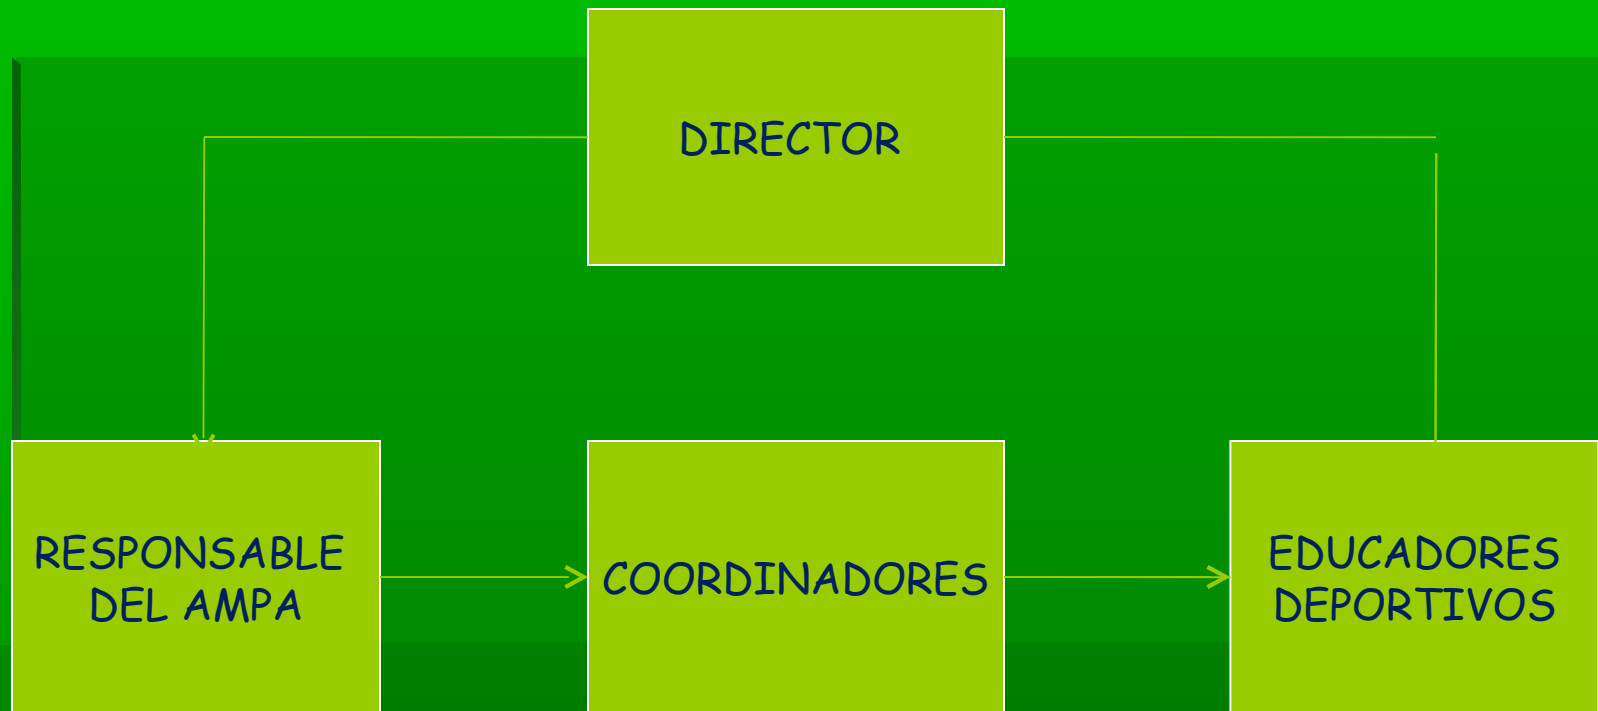 DIRECTOR
RESPONSABLE
DEL AMPA
COORDINADORES
EDUCADORES
DEPORTIVOS